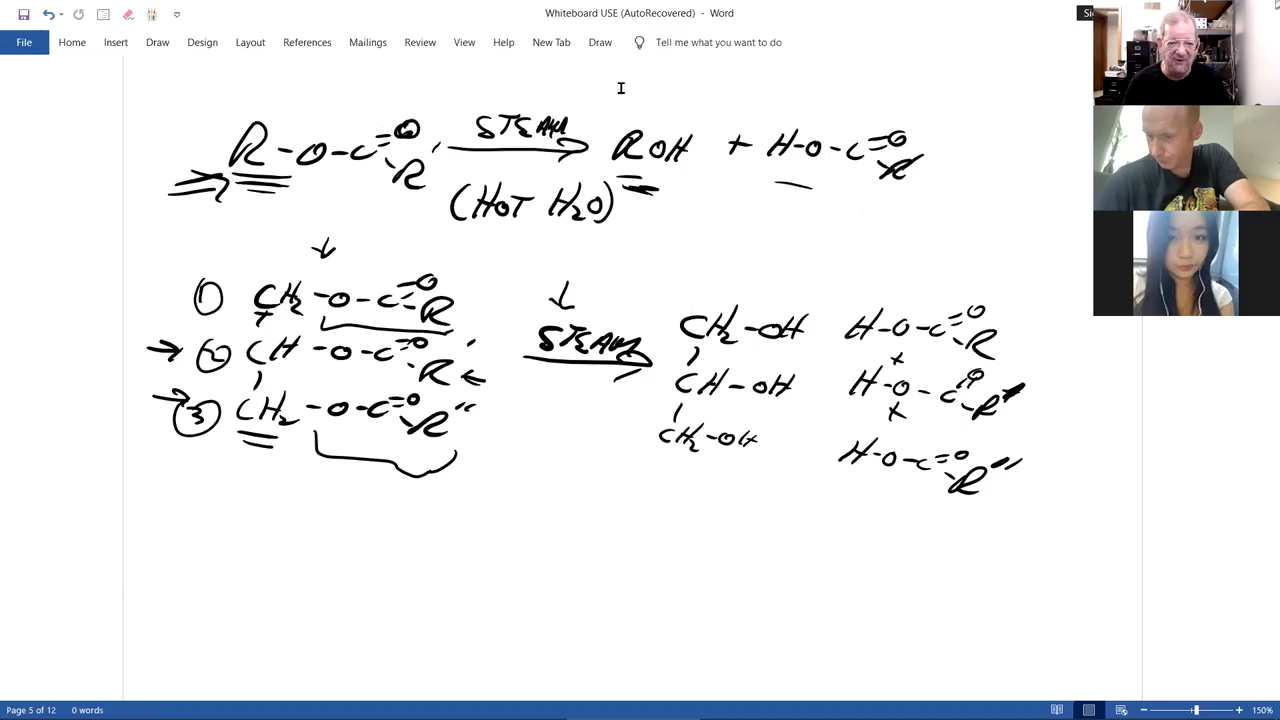 Whiteboard USE (AutoRecovered) - Word
File Home Insert Draw Design Layout References Mailings Review View Help New Tab Draw Tell me what you want to do
R-O-C=O STEAM ROH + H-O-C=O
-R' (HOT H2O) -R
① CH2-O-C=O
-R
② CH-O-C=O '
-R
③ CH2-O-C=O
-R"
STEAM
CH2-OH H-O-C=O
-R
+
CH-OH H-O-C=O
-R'
+
CH2-OH H-O-C=O
-R"
Page 5 of 12 0 words 150%